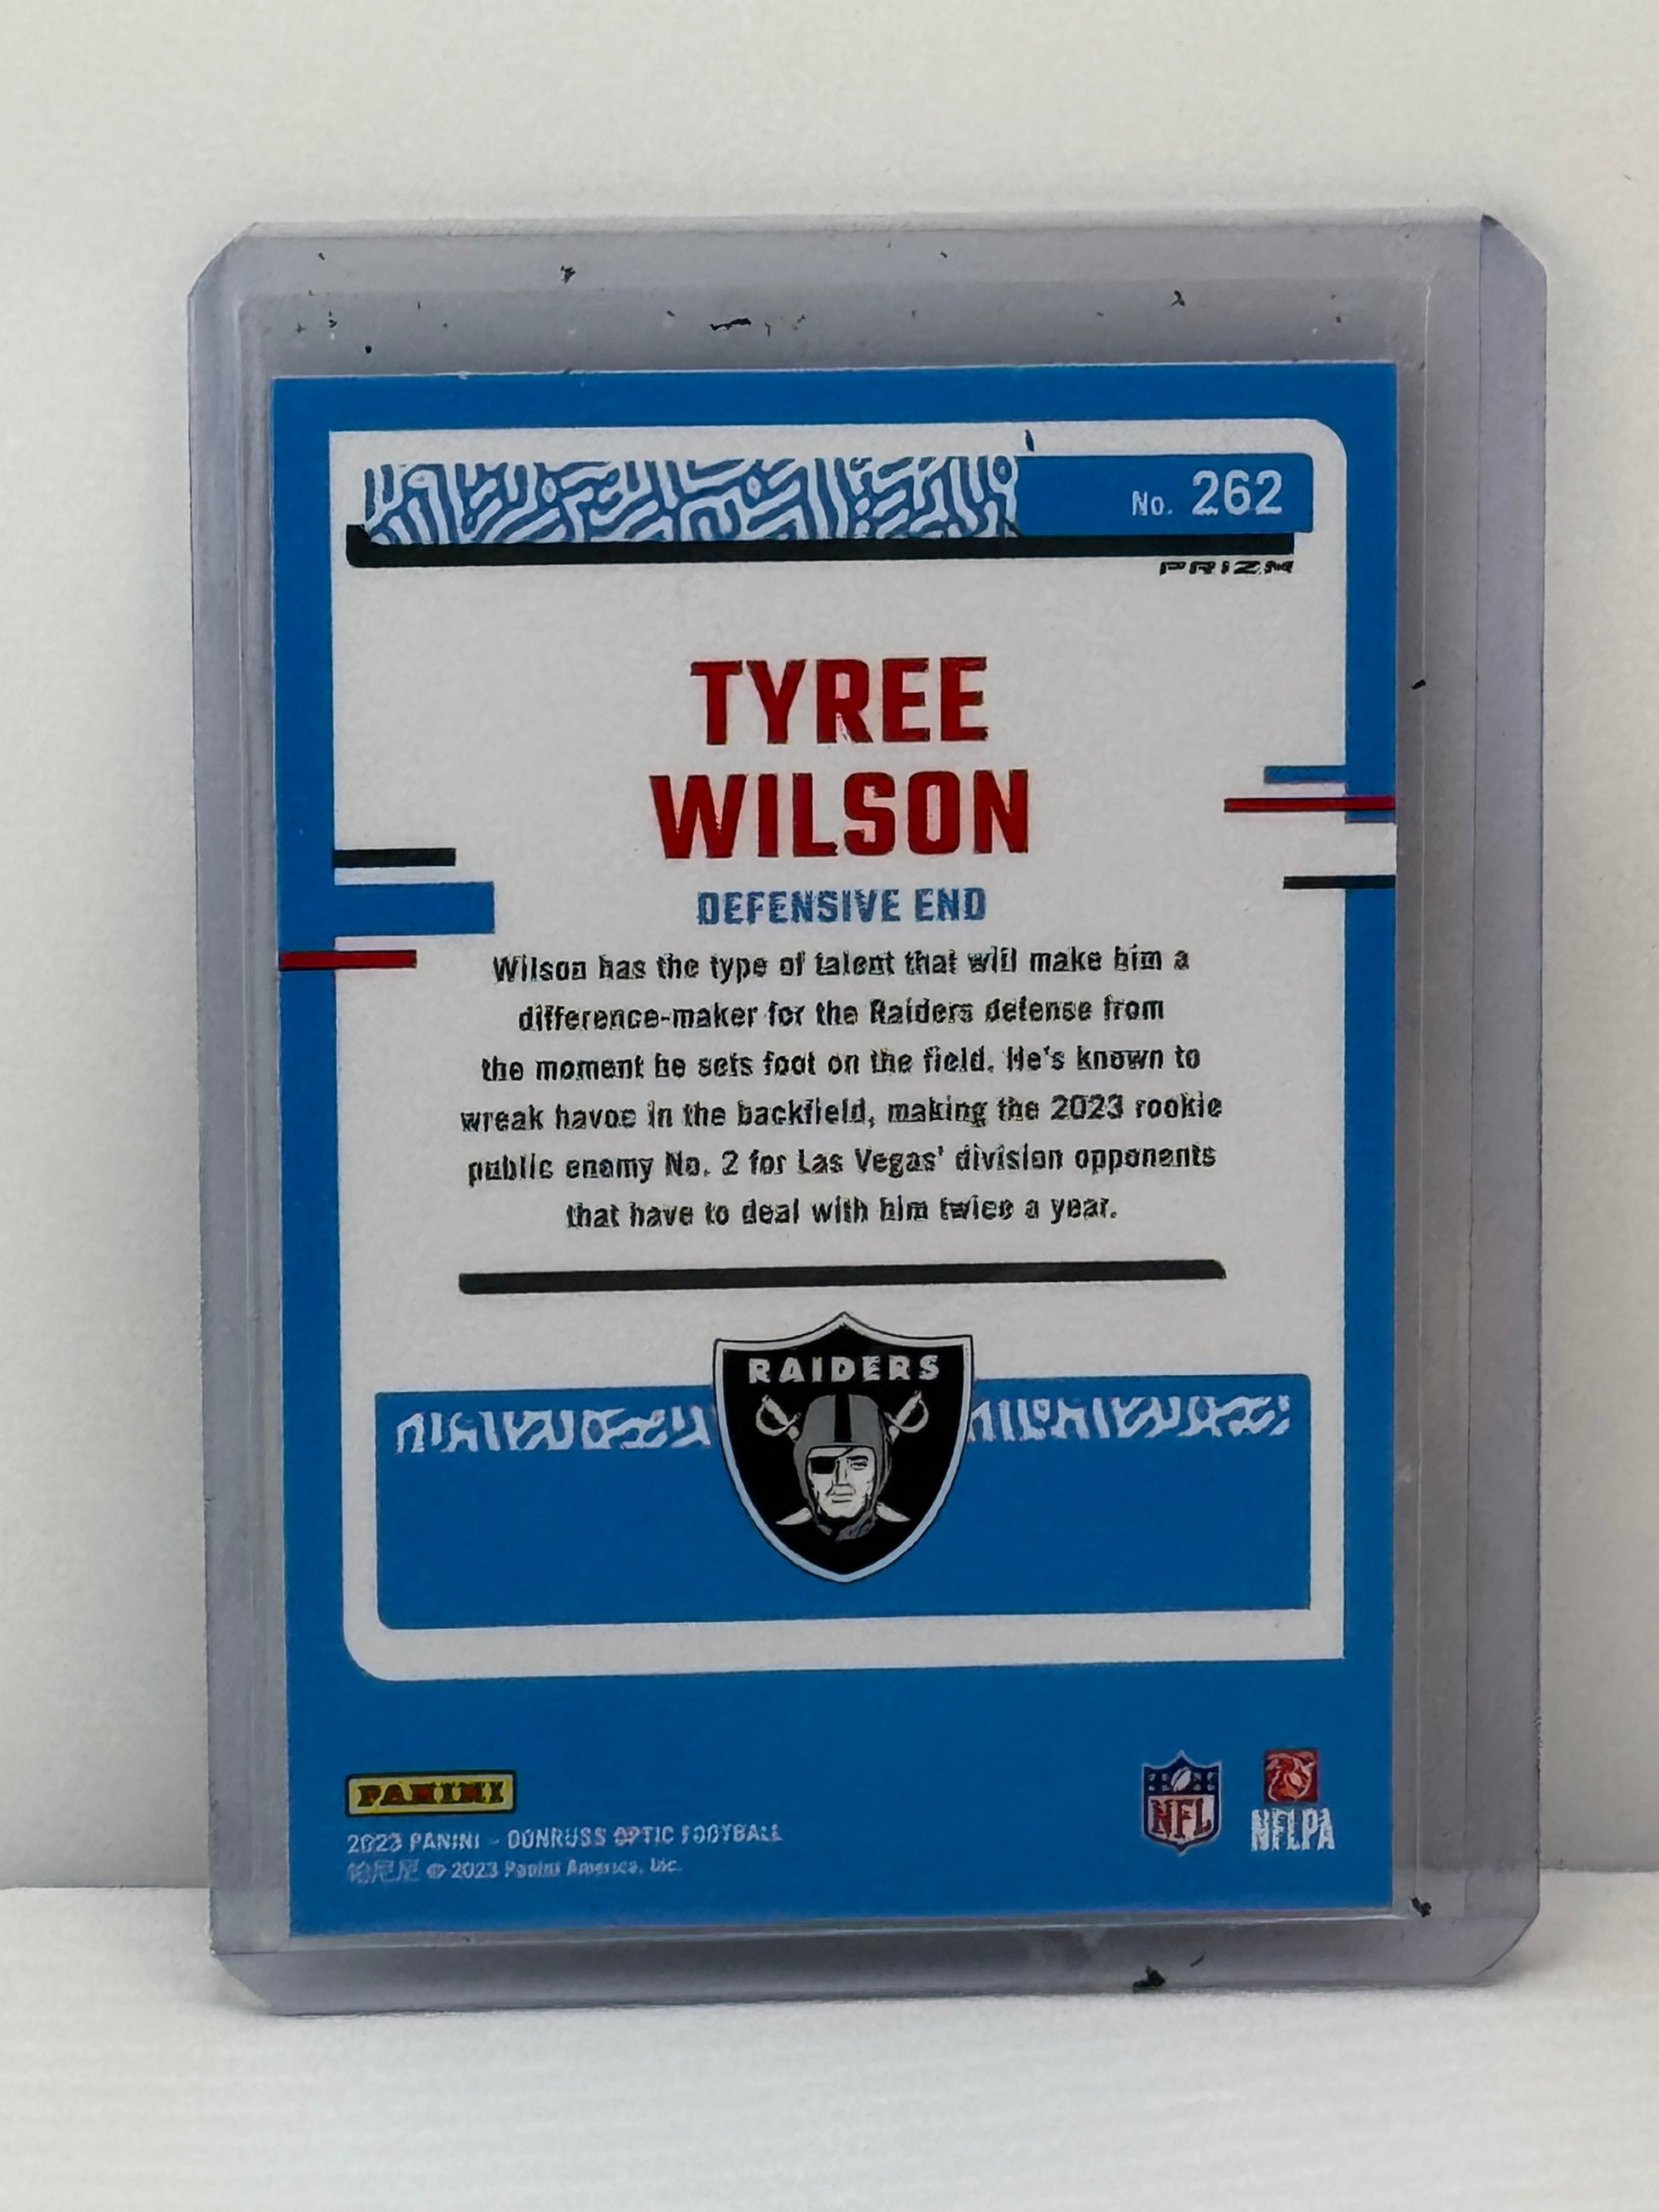 No. 262
PRIZM
TYREE
WILSON
DEFENSIVE END
Wilson has the type of talent that will make him a
difference-maker for the Raiders defense from
the moment he sets foot on the field. He's known to
wreak havoc in the backfield, making the 2023 rookie
public enemy No. 2 for Las Vegas' division opponents
that have to deal with him twice a year.
RAIDERS
PANINI
NFL
NFLPA
2023 PANINI - DONRUSS OPTIC FOOTBALL
© 2023 Panini America, Inc.